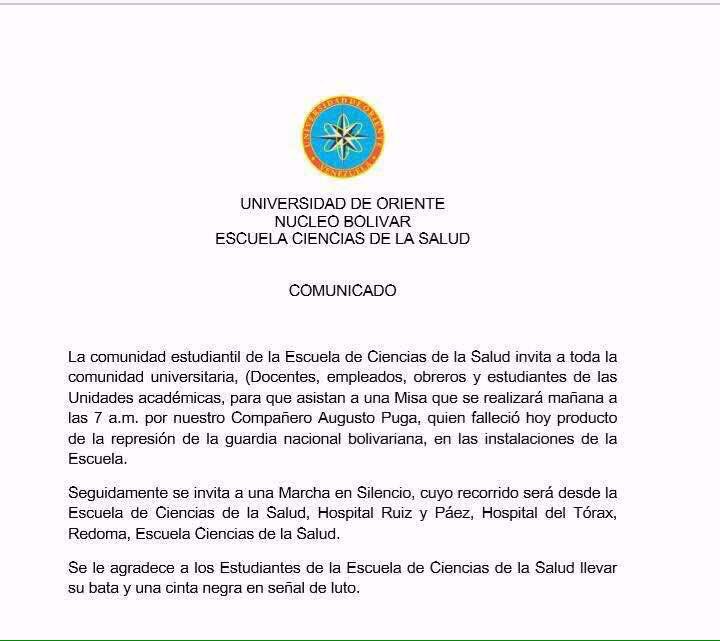 UNIVERSIDAD DE ORIENTE
VENEZUELA
UNIVERSIDAD DE ORIENTE
NUCLEO BOLIVAR
ESCUELA CIENCIAS DE LA SALUD
COMUNICADO
La comunidad estudiantil de la Escuela de Ciencias de la Salud invita a toda la
comunidad universitaria, (Docentes, empleados, obreros y estudiantes de las
Unidades académicas, para que asistan a una Misa que se realizará mañana a
las 7 a.m. por nuestro Compañero Augusto Puga, quien falleció hoy producto
de la represión de la guardia nacional bolivariana, en las instalaciones de la
Escuela.
Seguidamente se invita a una Marcha en Silencio, cuyo recorrido será desde la
Escuela de Ciencias de la Salud, Hospital Ruiz y Páez, Hospital del Tórax,
Redoma, Escuela Ciencias de la Salud.
Se le agradece a los Estudiantes de la Escuela de Ciencias de la Salud llevar
su bata y una cinta negra en señal de luto.